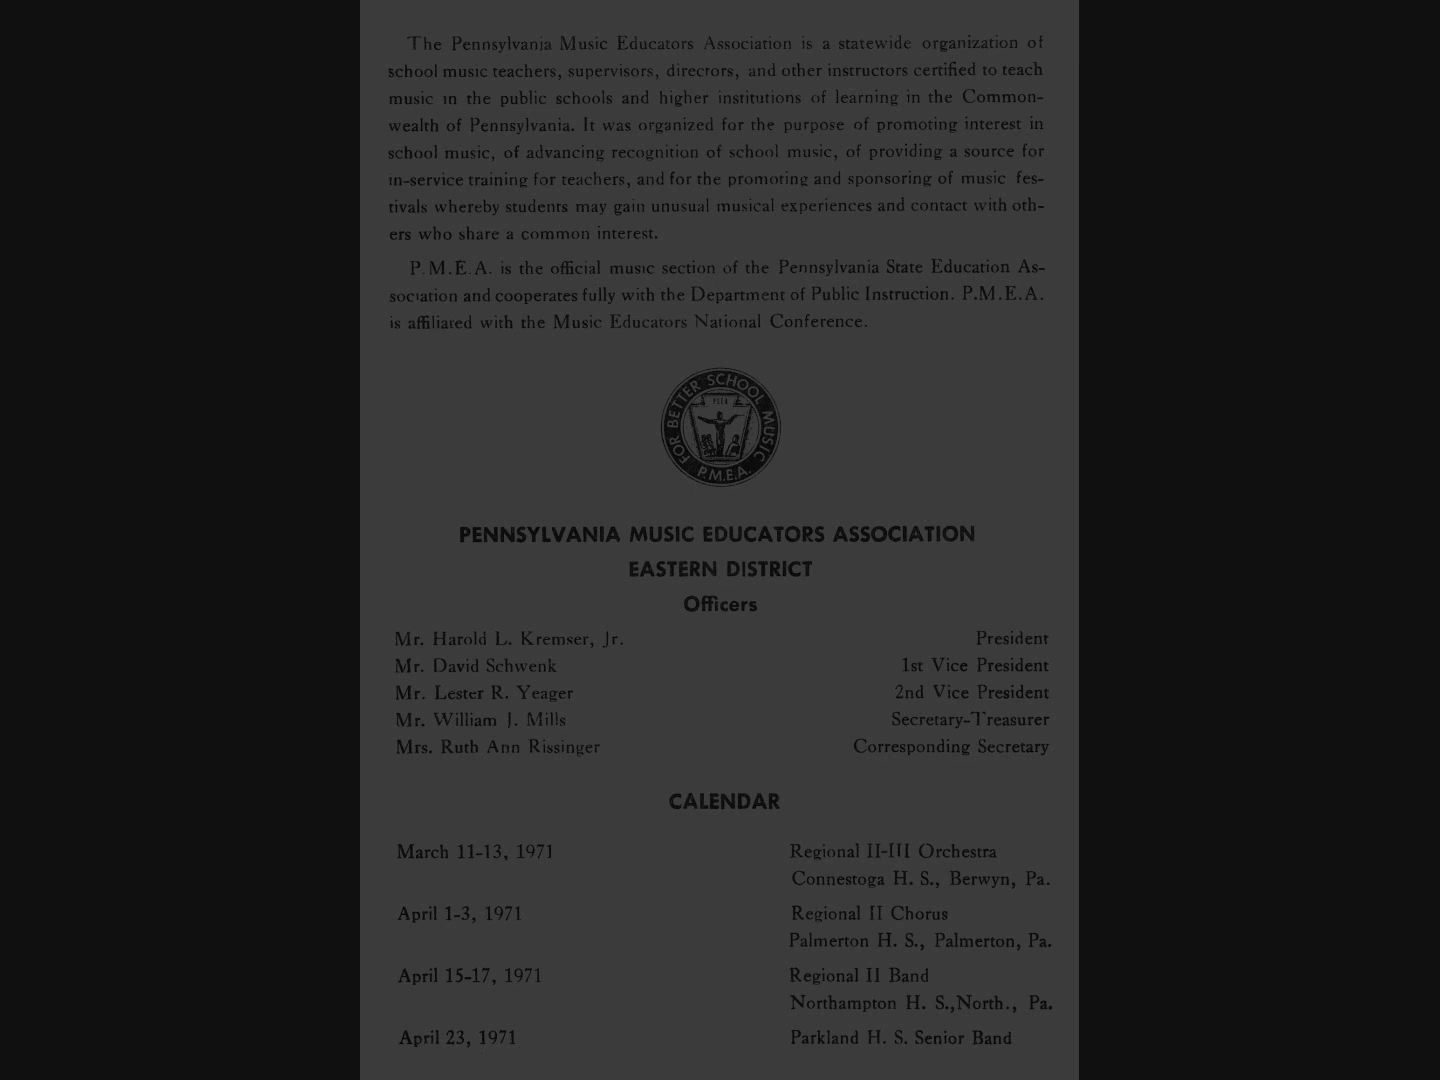 The Pennsylvania Music Educators Association is a statewide organization of
school music teachers, supervisors, directors, and other instructors certified to teach
music in the public schools and higher institutions of learning in the Common-
wealth of Pennsylvania. It was organized for the purpose of promoting interest in
school music, of advancing recognition of school music, of providing a source for
in-service training for teachers, and for the promoting and sponsoring of music fes-
tivals whereby students may gain unusual musical experiences and contact with oth-
ers who share a common interest.
P.M.E.A. is the official music section of the Pennsylvania State Education As-
sociation and cooperates fully with the Department of Public Instruction. P.M.E.A.
is affiliated with the Music Educators National Conference.
FOR BETTER SCHOOL MUSIC
PSEA
P.M.E.A.
PENNSYLVANIA MUSIC EDUCATORS ASSOCIATION
EASTERN DISTRICT
Officers
Mr. Harold L. Kremser, Jr. President
Mr. David Schwenk 1st Vice President
Mr. Lester R. Yeager 2nd Vice President
Mr. William J. Mills Secretary-Treasurer
Mrs. Ruth Ann Rissinger Corresponding Secretary
CALENDAR
March 11-13, 1971 Regional II-III Orchestra
Connestoga H. S., Berwyn, Pa.
April 1-3, 1971 Regional II Chorus
Palmerton H. S., Palmerton, Pa.
April 15-17, 1971 Regional II Band
Northampton H. S.,North., Pa.
April 23, 1971 Parkland H. S. Senior Band